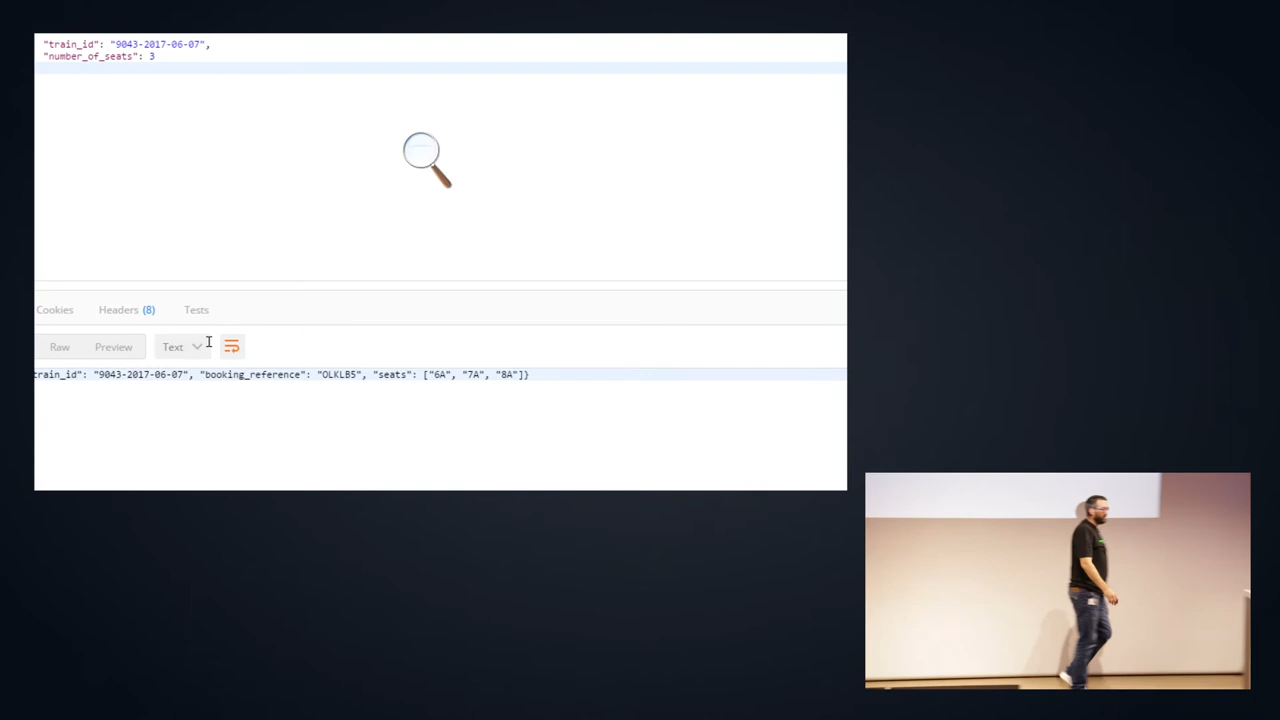 "train_id": "9043-2017-06-07",
"number_of_seats": 3
Cookies Headers (8) Tests
Raw Preview Text
train_id": "9043-2017-06-07", "booking_reference": "OLKLB5", "seats": ["6A", "7A", "8A"]}